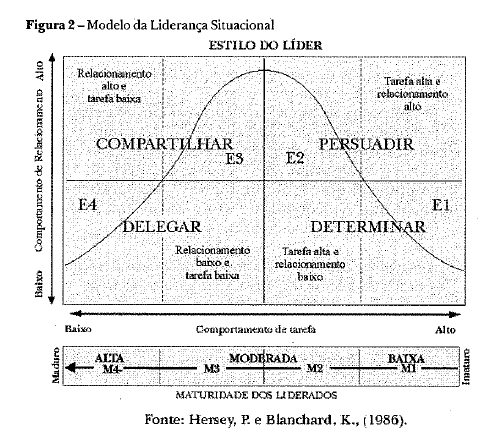 Figura 2 – Modelo da Liderança Situacional
ESTILO DO LÍDER
Comportamento de Relacionamento
Alto
Baixo
Relacionamento
alto e
tarefa baixa
Tarefa alta e
relacionamento
alto
COMPARTILHAR
E3
PERSUADIR
E2
E4
DELEGAR
E1
DETERMINAR
Relacionamento
baixo e
tarefa baixa
Tarefa alta e
relacionamento
baixo
Baixo Comportamento de tarefa Alto
Maduro
ALTA MODERADA BAIXA
M4 M3 M2 M1
Imaturo
MATURIDADE DOS LIDERADOS
Fonte: Hersey, P. e Blanchard, K., (1986).